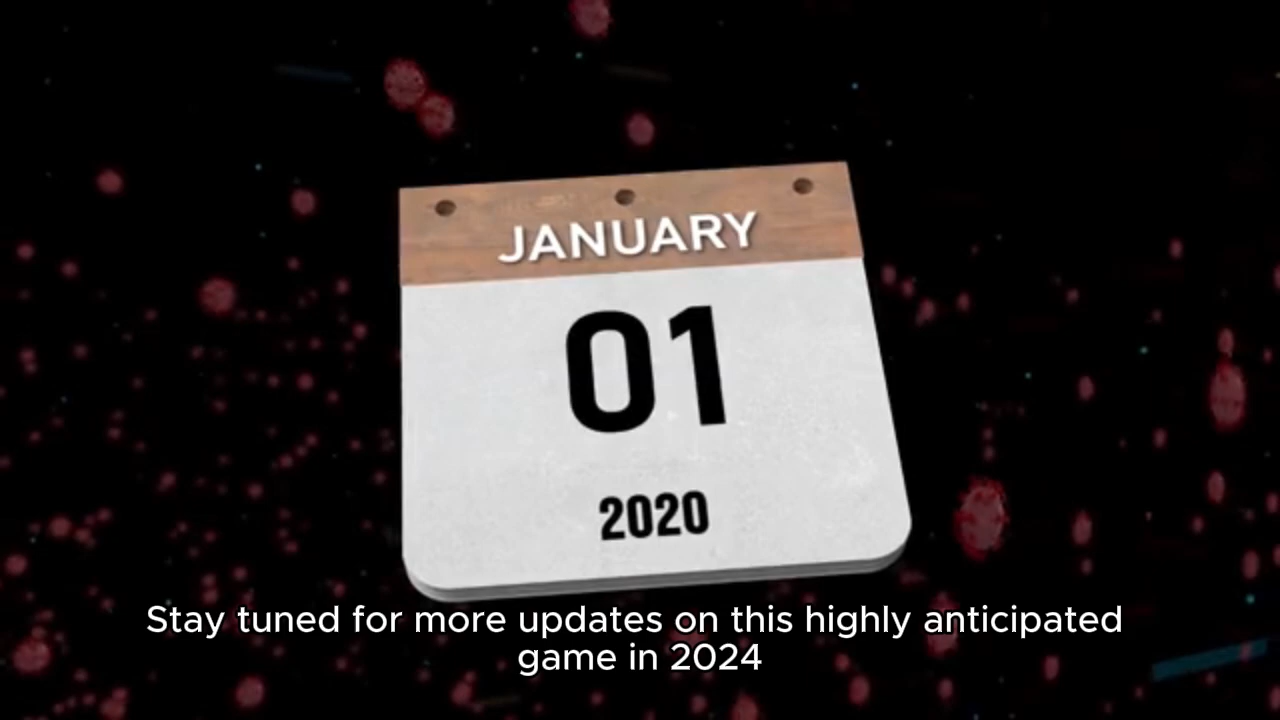 JANUARY
01
2020
Stay tuned for more updates on this highly anticipated
game in 2024